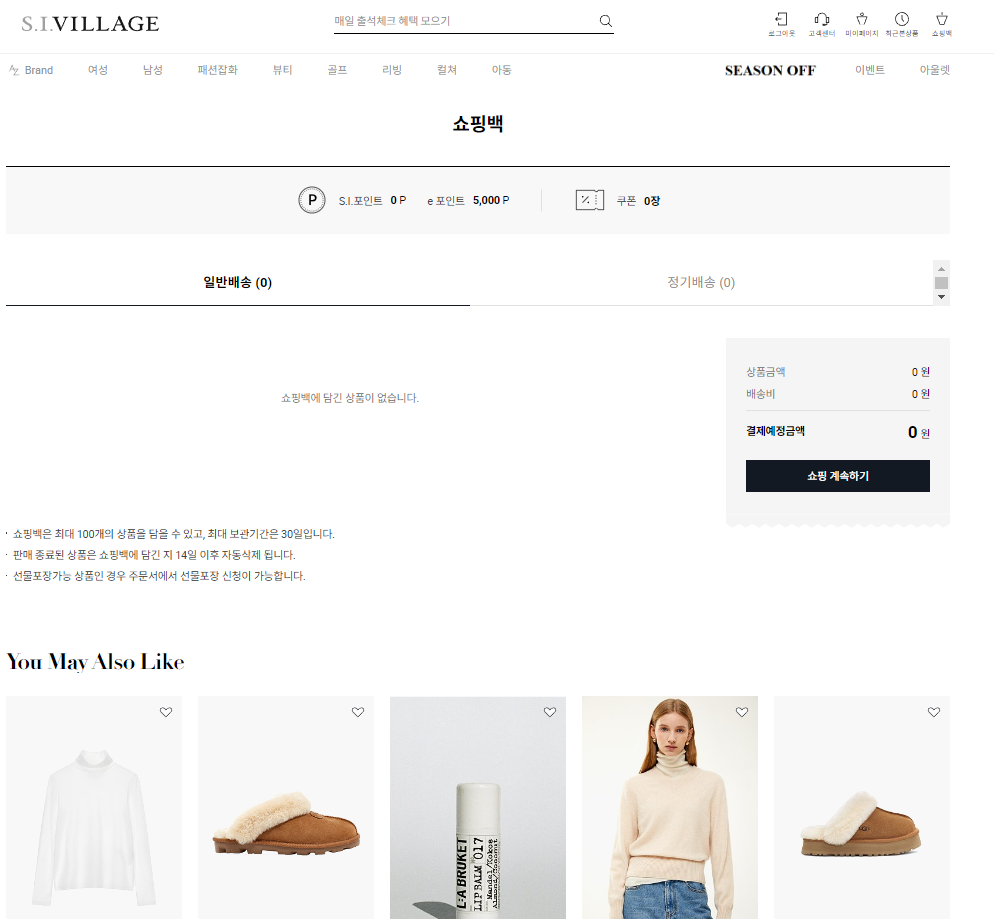 S.I.VILLAGE
매일 출석체크 혜택 모으기
로그아웃 고객센터 마이페이지 최근본상품 쇼핑백
AZ Brand 여성 남성 패션잡화 뷰티 골프 리빙 컬쳐 아동 SEASON OFF 이벤트 아울렛
쇼핑백
P S.I.포인트 0 P e 포인트 5,000 P 쿠폰 0장
일반배송 (0) 정기배송 (0)
상품금액 0 원
배송비 0 원
쇼핑백에 담긴 상품이 없습니다.
결제예정금액 0 원
쇼핑 계속하기
· 쇼핑백은 최대 100개의 상품을 담을 수 있고, 최대 보관기간은 30일입니다.
· 판매 종료된 상품은 쇼핑백에 담긴 지 14일 이후 자동삭제 됩니다.
· 선물포장가능 상품인 경우 주문서에서 선물포장 신청이 가능합니다.
You May Also Like
L:A BRUKET
LIP BALM 017
Mandel/Kokos
Almond/Coconut